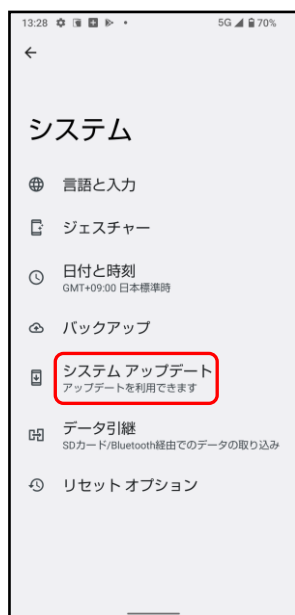 13:28 5G 70%
システム
言語と入力
ジェスチャー
日付と時刻
GMT+09:00 日本標準時
バックアップ
システム アップデート
アップデートを利用できます
データ引継
SDカード/Bluetooth経由でのデータの取り込み
リセット オプション